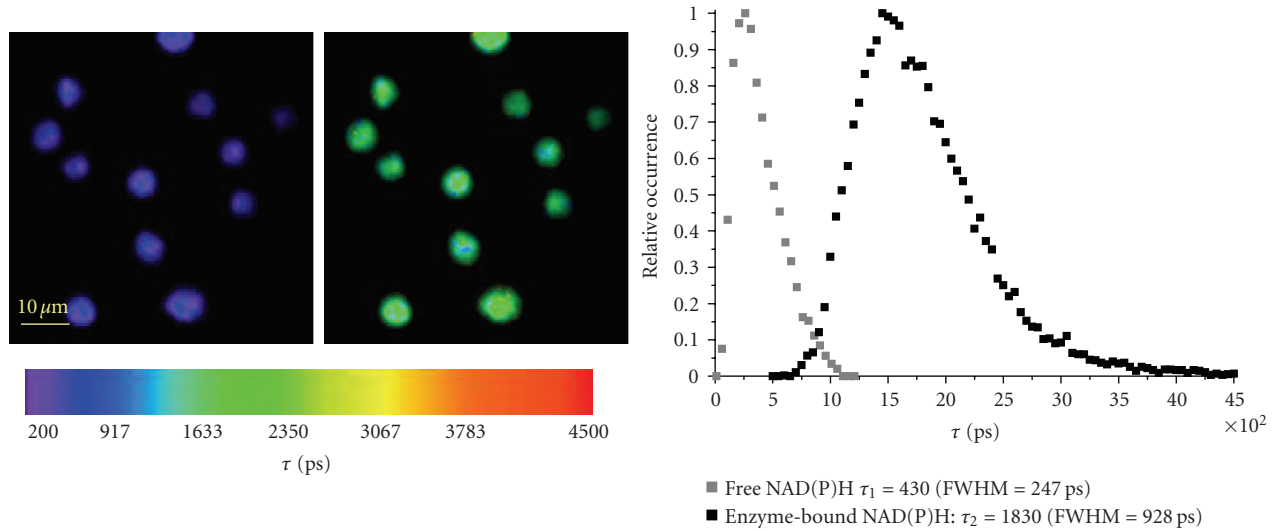 10 μm
200 917 1633 2350 3067 3783 4500
τ (ps)
Relative occurrence
1
0.9
0.8
0.7
0.6
0.5
0.4
0.3
0.2
0.1
0
0 5 10 15 20 25 30 35 40 45
×10²
τ (ps)
Free NAD(P)H τ₁ = 430 (FWHM = 247 ps)
Enzyme-bound NAD(P)H: τ₂ = 1830 (FWHM = 928 ps)